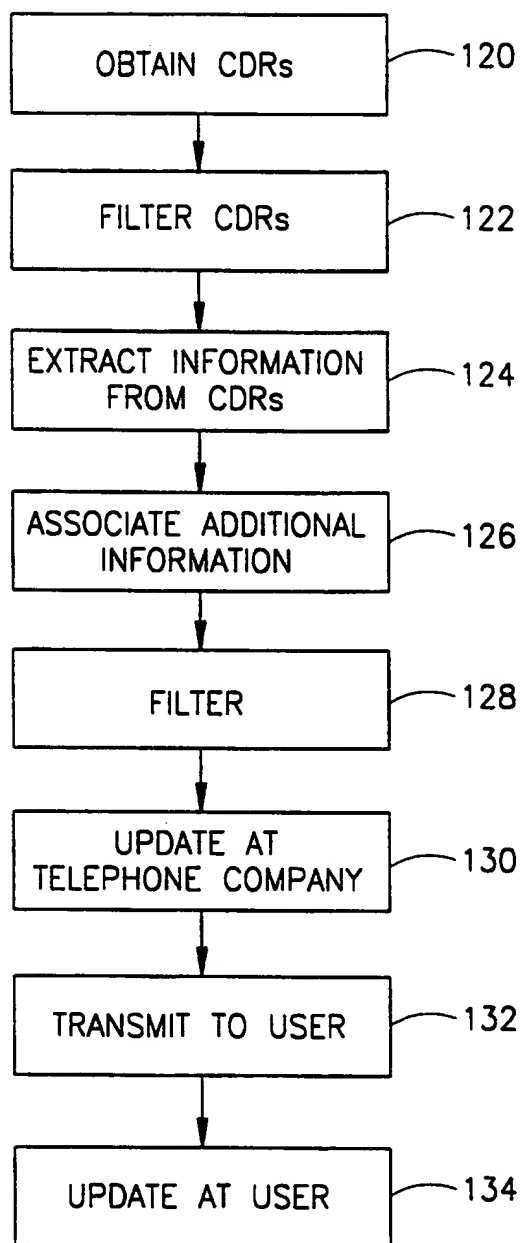 OBTAIN CDRs
120
FILTER CDRs
122
EXTRACT INFORMATION
FROM CDRs
124
ASSOCIATE ADDITIONAL
INFORMATION
126
FILTER
128
UPDATE AT
TELEPHONE COMPANY
130
TRANSMIT TO USER
132
UPDATE AT USER
134